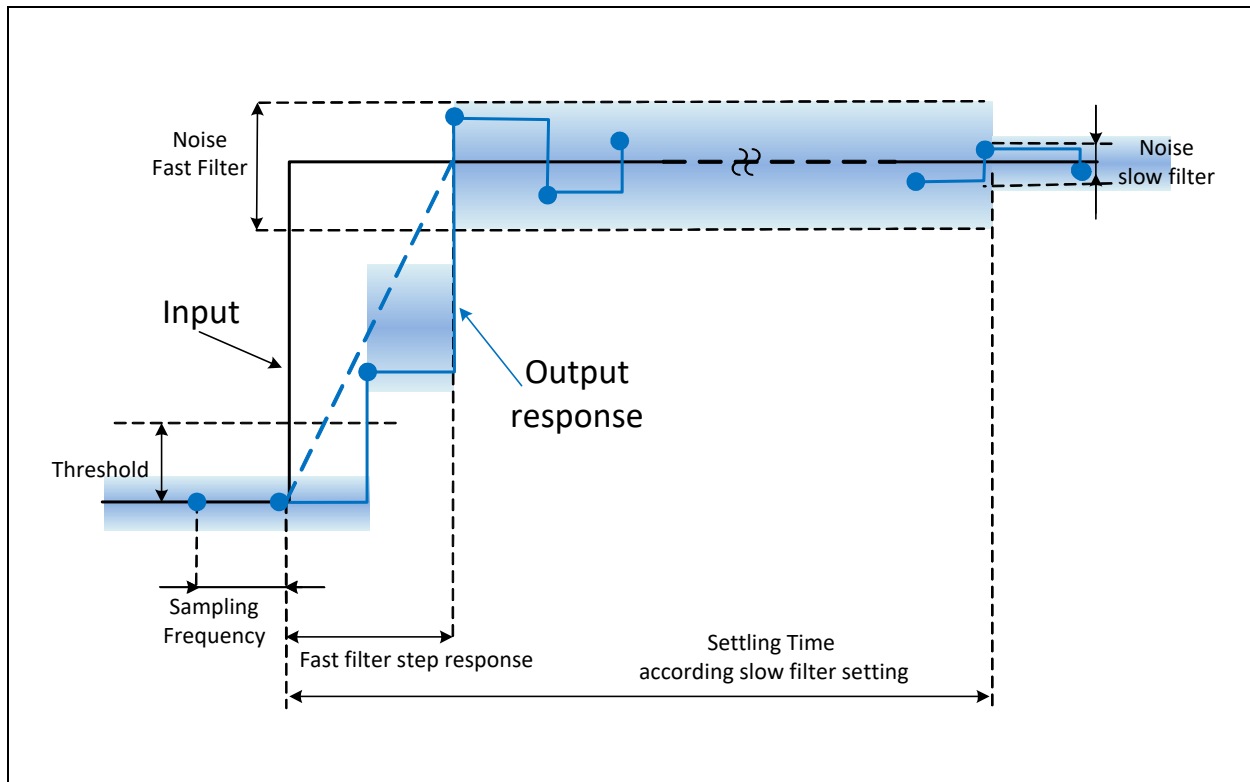 Noise
Fast Filter
Noise
slow filter
Input
Output
response
Threshold
Sampling
Frequency
Fast filter step response
Settling Time
according slow filter setting